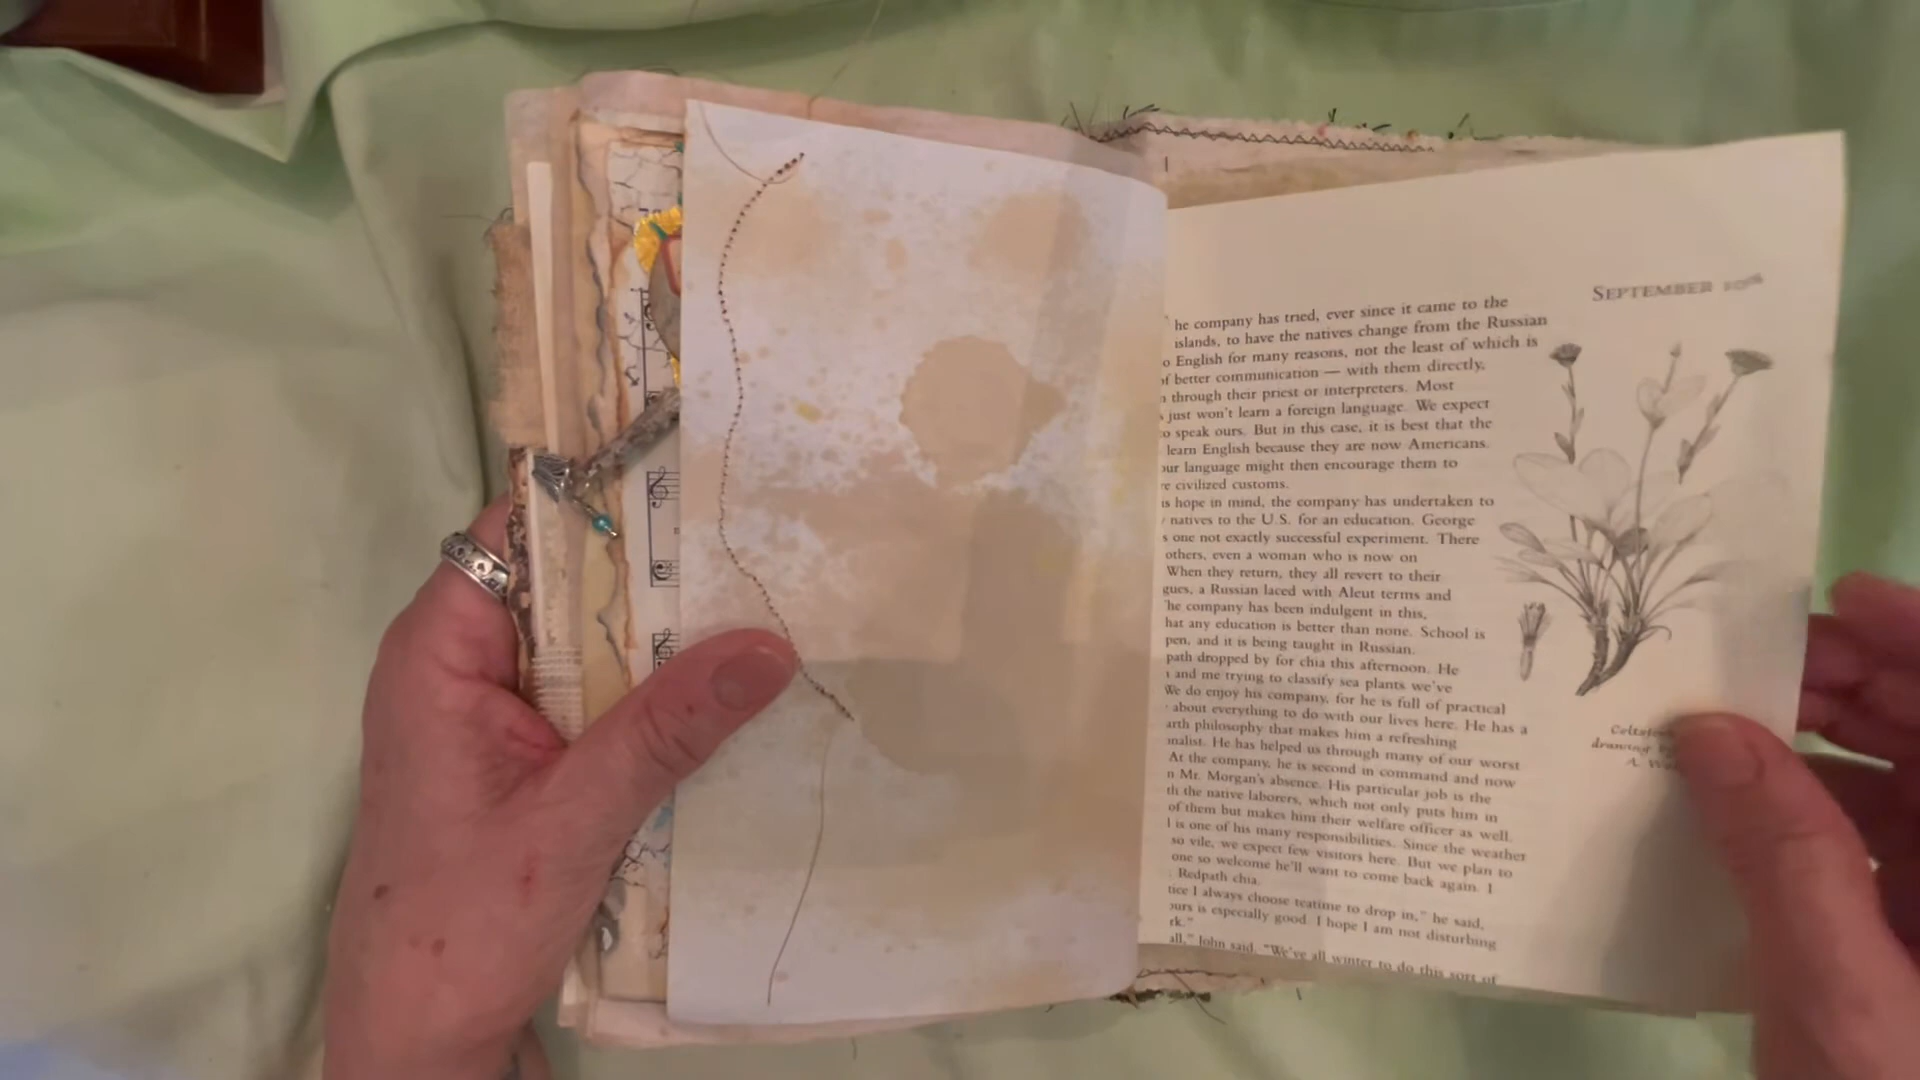 SEPTEMBER
he company has tried, ever since it came to the
islands, to have the natives change from the Russian
o English for many reasons, not the least of which is
of better communication — with them directly,
through their priest or interpreters. Most
just won't learn a foreign language. We expect
to speak ours. But in this case, it is best that the
learn English because they are now Americans.
our language might then encourage them to
re civilized customs.
is hope in mind, the company has undertaken to
natives to the U.S. for an education. George
s one not exactly successful experiment. There
others, even a woman who is now on
When they return, they all revert to their
gues, a Russian laced with Aleut terms and
he company has been indulgent in this,
hat any education is better than none. School is
pen, and it is being taught in Russian.
path dropped by for chia this afternoon. He
and me trying to classify sea plants we've
We do enjoy his company, for he is full of practical
about everything to do with our lives here. He has a
arth philosophy that makes him a refreshing
malist. He has helped us through many of our worst
At the company, he is second in command and now
n Mr. Morgan's absence. His particular job is the
th the native laborers, which not only puts him in
of them but makes him their welfare officer as well.
l is one of his many responsibilities. Since the weather
so vile, we expect few visitors here. But we plan to
one so welcome he'll want to come back again. I
Redpath chia.
tice I always choose teatime to drop in," he said,
ours is especially good. I hope I am not disturbing
rk."
all," John said. "We've all winter to do this sort of
drawing by
A.